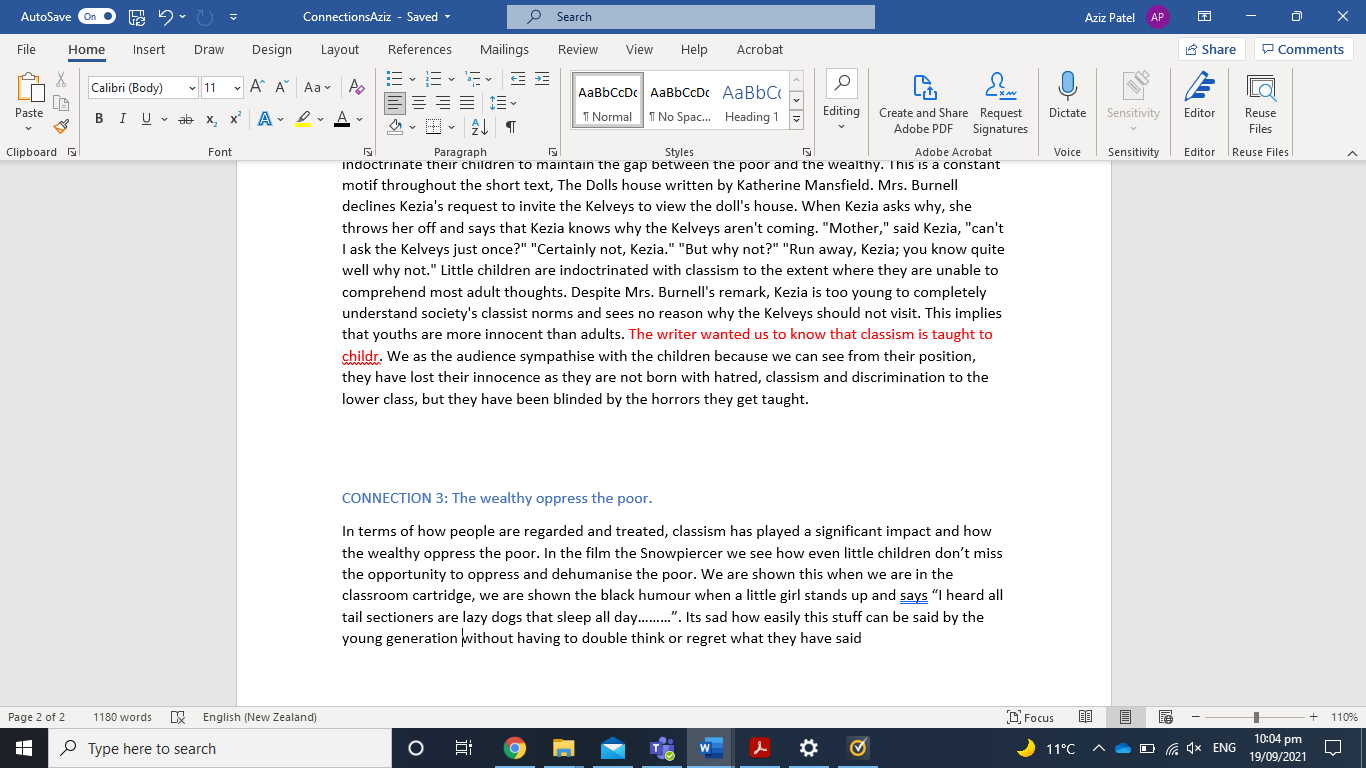 AutoSave On ConnectionsAziz - Saved Search Aziz Patel AP
File Home Insert Draw Design Layout References Mailings Review View Help Acrobat Share Comments
Paste
Clipboard
Calibri (Body) 11 A A Aa A
B I U ab x2 x2 A A
Font
Paragraph
AaBbCcDc AaBbCcDc AaBbCc
¶ Normal ¶ No Spac... Heading 1
Styles
Editing
Create and Share Adobe PDF
Request Signatures
Adobe Acrobat
Dictate
Voice
Sensitivity
Sensitivity
Editor
Editor
Reuse Files
Reuse Files
indoctrinate their children to maintain the gap between the poor and the wealthy. This is a constant
motif throughout the short text, The Dolls house written by Katherine Mansfield. Mrs. Burnell
declines Kezia's request to invite the Kelveys to view the doll's house. When Kezia asks why, she
throws her off and says that Kezia knows why the Kelveys aren't coming. "Mother," said Kezia, "can't
I ask the Kelveys just once?" "Certainly not, Kezia." "But why not?" "Run away, Kezia; you know quite
well why not." Little children are indoctrinated with classism to the extent where they are unable to
comprehend most adult thoughts. Despite Mrs. Burnell's remark, Kezia is too young to completely
understand society's classist norms and sees no reason why the Kelveys should not visit. This implies
that youths are more innocent than adults. The writer wanted us to know that classism is taught to
childr. We as the audience sympathise with the children because we can see from their position,
they have lost their innocence as they are not born with hatred, classism and discrimination to the
lower class, but they have been blinded by the horrors they get taught.
CONNECTION 3: The wealthy oppress the poor.
In terms of how people are regarded and treated, classism has played a significant impact and how
the wealthy oppress the poor. In the film the Snowpiercer we see how even little children don’t miss
the opportunity to oppress and dehumanise the poor. We are shown this when we are in the
classroom cartridge, we are shown the black humour when a little girl stands up and says “I heard all
tail sectioners are lazy dogs that sleep all day………”. Its sad how easily this stuff can be said by the
young generation without having to double think or regret what they have said
Page 2 of 2 1180 words English (New Zealand) Focus 110%
Type here to search 11°C ENG 10:04 pm
19/09/2021